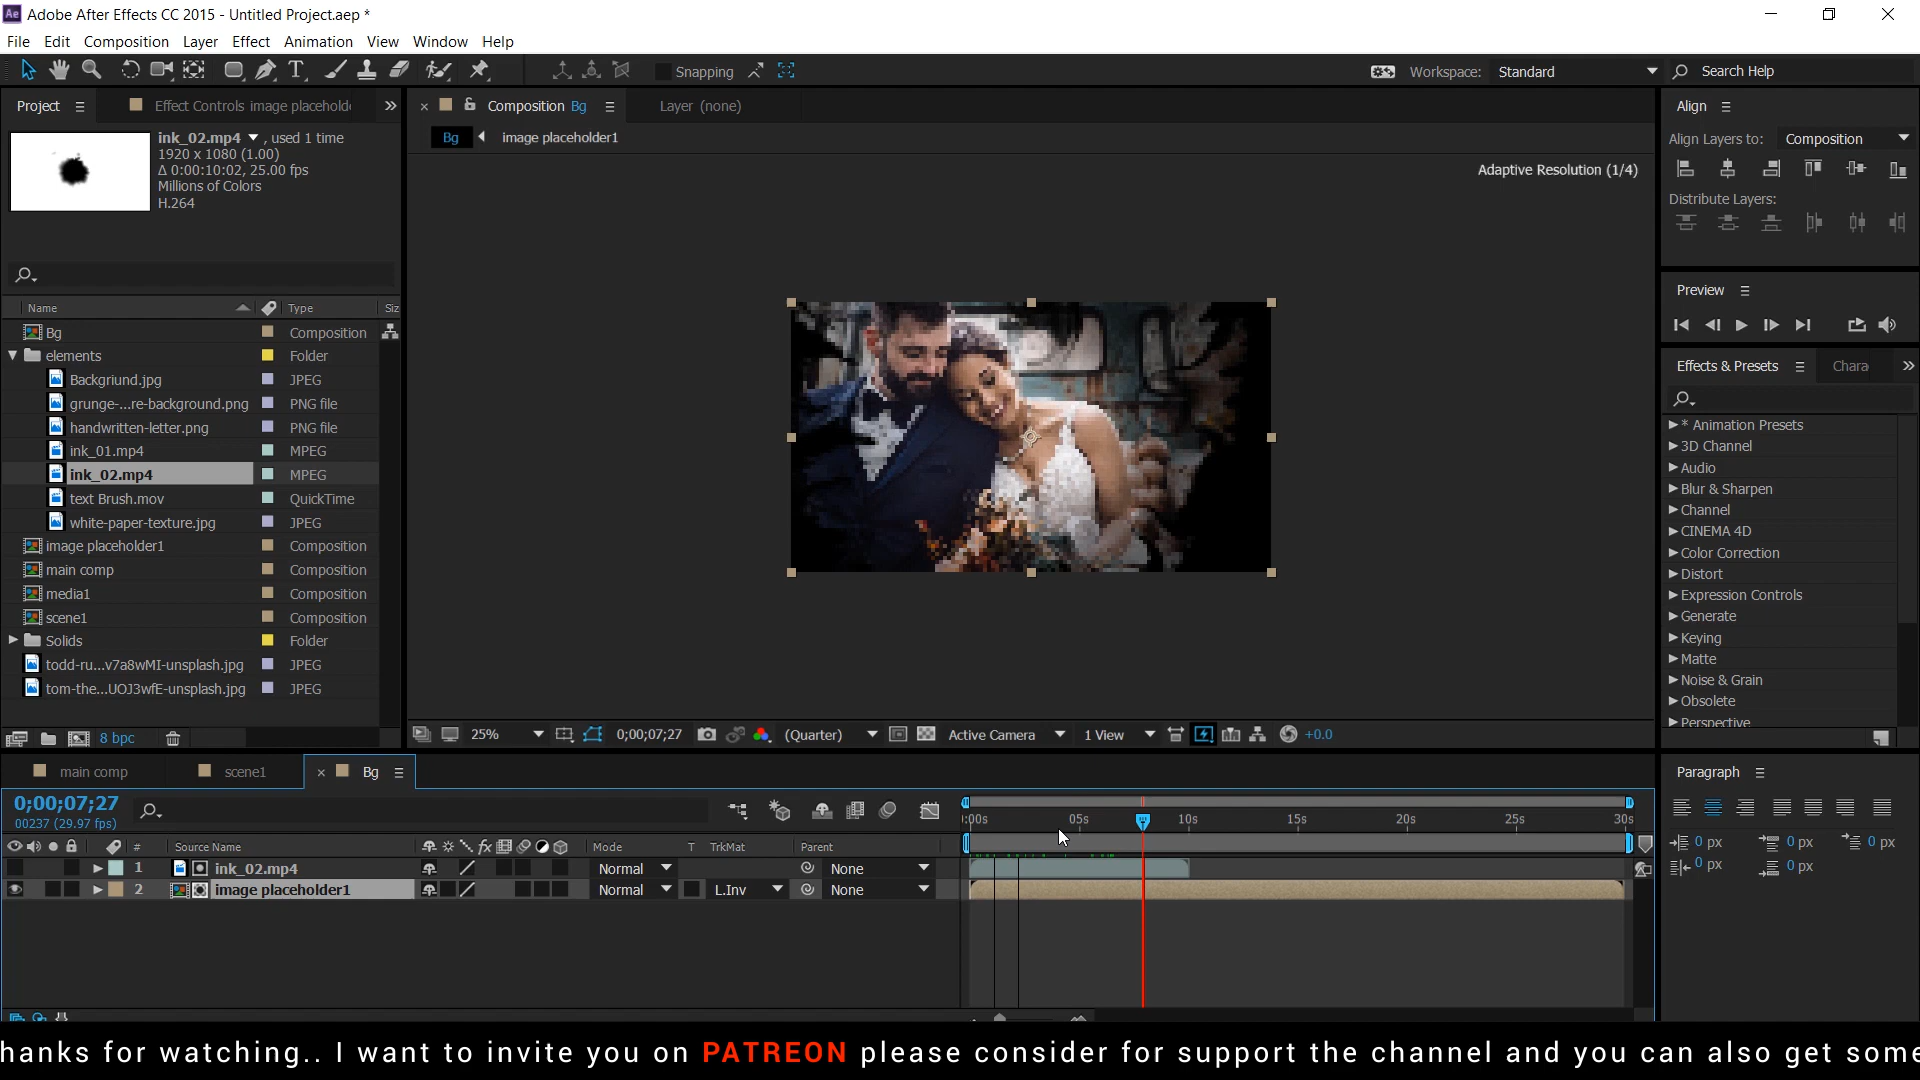 Ae Adobe After Effects CC 2015 - Untitled Project.aep *
File Edit Composition Layer Effect Animation View Window Help
Snapping
Workspace: Standard
Search Help
Project
Effect Controls image placehold
Composition Bg
Layer (none)
Bg image placeholder1
ink_02.mp4 , used 1 time
1920 x 1080 (1.00)
Δ 0:00:10:02, 25.00 fps
Millions of Colors
H.264
Name Type Siz
Bg Composition
elements Folder
Backgriund.jpg JPEG
grunge-...re-background.png PNG file
handwritten-letter.png PNG file
ink_01.mp4 MPEG
ink_02.mp4 MPEG
text Brush.mov QuickTime
white-paper-texture.jpg JPEG
image placeholder1 Composition
main comp Composition
media1 Composition
scene1 Composition
Solids Folder
todd-ru...v7a8wMI-unsplash.jpg JPEG
tom-the...UOJ3wfE-unsplash.jpg JPEG
8 bpc
Adaptive Resolution (1/4)
25% 0;00;07;27 (Quarter) Active Camera 1 View +0.0
Align
Align Layers to: Composition
Distribute Layers:
Preview
Effects & Presets Chara
* Animation Presets
3D Channel
Audio
Blur & Sharpen
Channel
CINEMA 4D
Color Correction
Distort
Expression Controls
Generate
Keying
Matte
Noise & Grain
Obsolete
Perspective
main comp scene1 Bg
0;00;07;27
00237 (29.97 fps)
:00s 05s 10s 15s 20s 25s 30s
# Source Name fx Mode T TrkMat Parent
1 ink_02.mp4 Normal None
2 image placeholder1 Normal L.Inv None
Paragraph
0 px 0 px 0 px
0 px 0 px
hanks for watching.. I want to invite you on PATREON please consider for support the channel and you can also get some